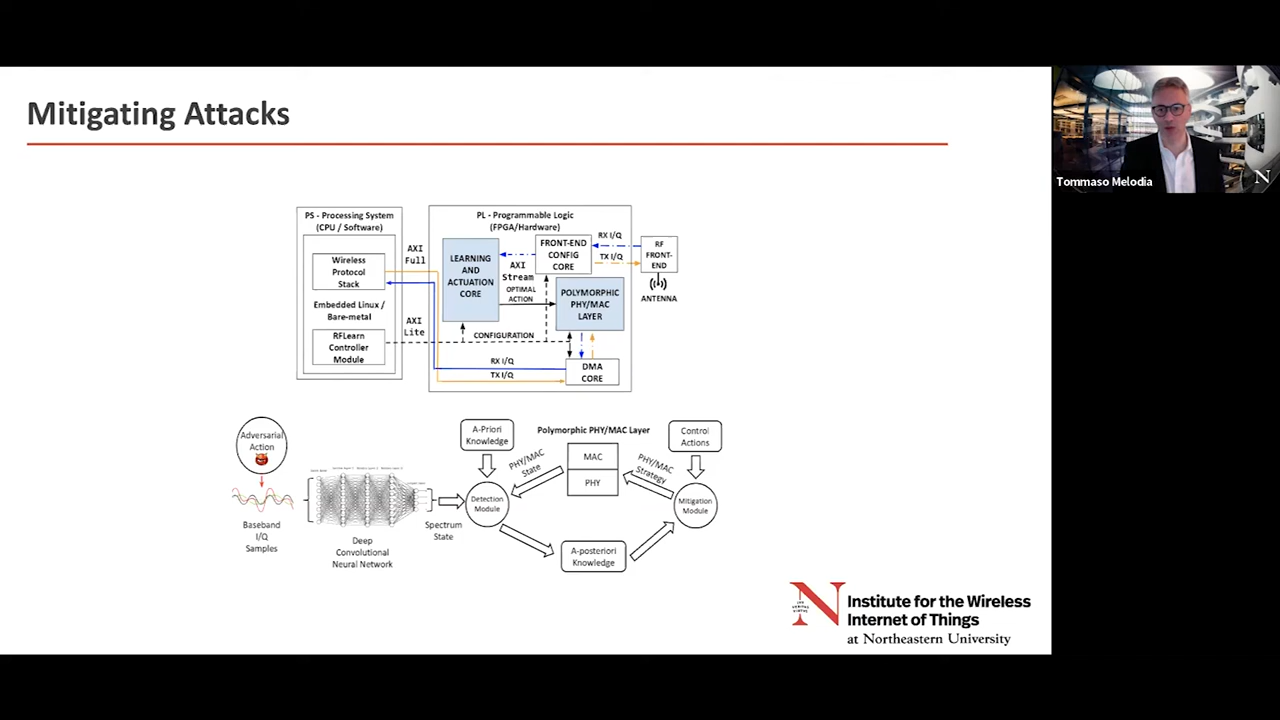 Mitigating Attacks
Tommaso Melodia
N
PS - Processing System
(CPU / Software)
Wireless
Protocol
Stack
Embedded Linux /
Bare-metal
RFLearn
Controller
Module
AXI
Full
AXI
Lite
PL - Programmable Logic
(FPGA/Hardware)
LEARNING
AND
ACTUATION
CORE
FRONT-END
CONFIG
CORE
AXI
Stream
OPTIMAL
ACTION
POLYMORPHIC
PHY/MAC
LAYER
CONFIGURATION
RX I/Q
TX I/Q
DMA
CORE
RX I/Q
TX I/Q
RF
FRONT-
END
ANTENNA
Adversarial
Action
Baseband
I/Q
Samples
Deep
Convolutional
Neural Network
Spectrum
State
A-Priori
Knowledge
Detection
Module
PHY/MAC
State
Polymorphic PHY/MAC Layer
MAC
PHY
PHY/MAC
Strategy
Control
Actions
Mitigation
Module
A-posteriori
Knowledge
N
Institute for the Wireless
Internet of Things
at Northeastern University